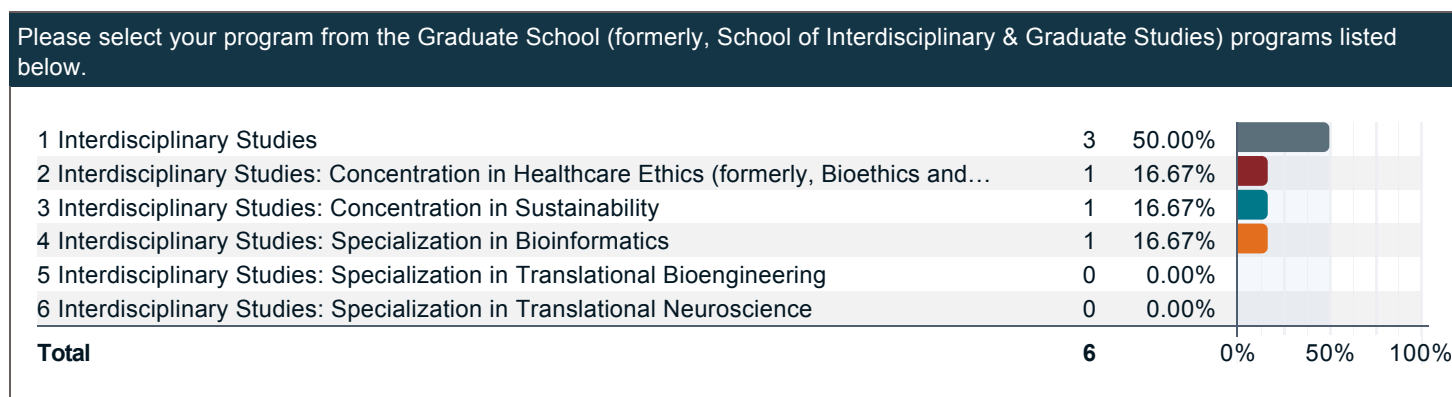 Please select your program from the Graduate School (formerly, School of Interdisciplinary & Graduate Studies) programs listed
below.
1 Interdisciplinary Studies 3 50.00%
2 Interdisciplinary Studies: Concentration in Healthcare Ethics (formerly, Bioethics and… 1 16.67%
3 Interdisciplinary Studies: Concentration in Sustainability 1 16.67%
4 Interdisciplinary Studies: Specialization in Bioinformatics 1 16.67%
5 Interdisciplinary Studies: Specialization in Translational Bioengineering 0 0.00%
6 Interdisciplinary Studies: Specialization in Translational Neuroscience 0 0.00%
Total 6 0% 50% 100%